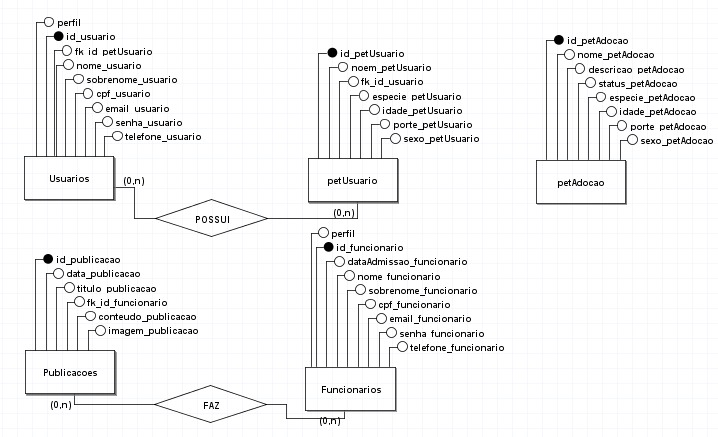 perfil
id_usuario
fk_id_petUsuario
nome_usuario
sobrenome_usuario
cpf_usuario
email_usuario
senha_usuario
telefone_usuario
Usuarios
(0,n)
POSSUI
(0,n)
id_petUsuario
noem_petUsuario
fk_id_usuario
especie_petUsuario
idade_petUsuario
porte_petUsuario
sexo_petUsuario
petUsuario
id_petAdocao
nome_petAdocao
descricao_petAdocao
status_petAdocao
especie_petAdocao
idade_petAdocao
porte_petAdocao
sexo_petAdocao
petAdocao
id_publicacao
data_publicacao
titulo_publicacao
fk_id_funcionario
conteudo_publicacao
imagem_publicacao
Publicacoes
(0,n)
FAZ
(0,n)
perfil
id_funcionario
dataAdmissao_funcionario
nome_funcionario
sobrenome_funcionario
cpf_funcionario
email_funcionario
senha_funcionario
telefone_funcionario
Funcionarios